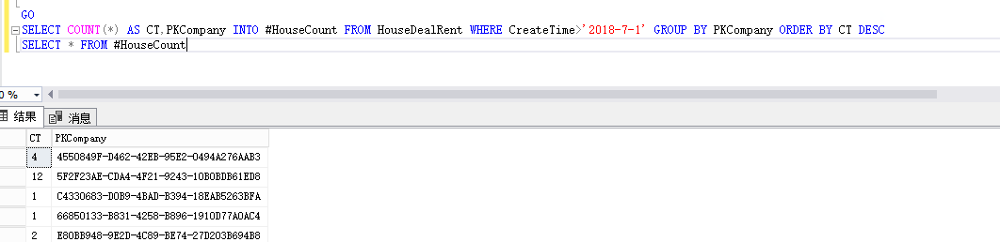 GO
SELECT COUNT(*) AS CT,PKCompany INTO #HouseCount FROM HouseDealRent WHERE CreateTime>'2018-7-1' GROUP BY PKCompany ORDER BY CT DESC
SELECT * FROM #HouseCount
0 %
结果 消息
CT PKCompany
4 4550849F-D462-42EB-95E2-0494A276AAB3
12 5F2F23AE-CDA4-4F21-9243-10B0BDB61ED8
1 C4330683-D0B9-4BAD-B394-18EAB5263BFA
1 66850133-B831-4258-B896-1910D77A0AC4
2 E80BB948-9E2D-4C89-BE74-27D203B694B8